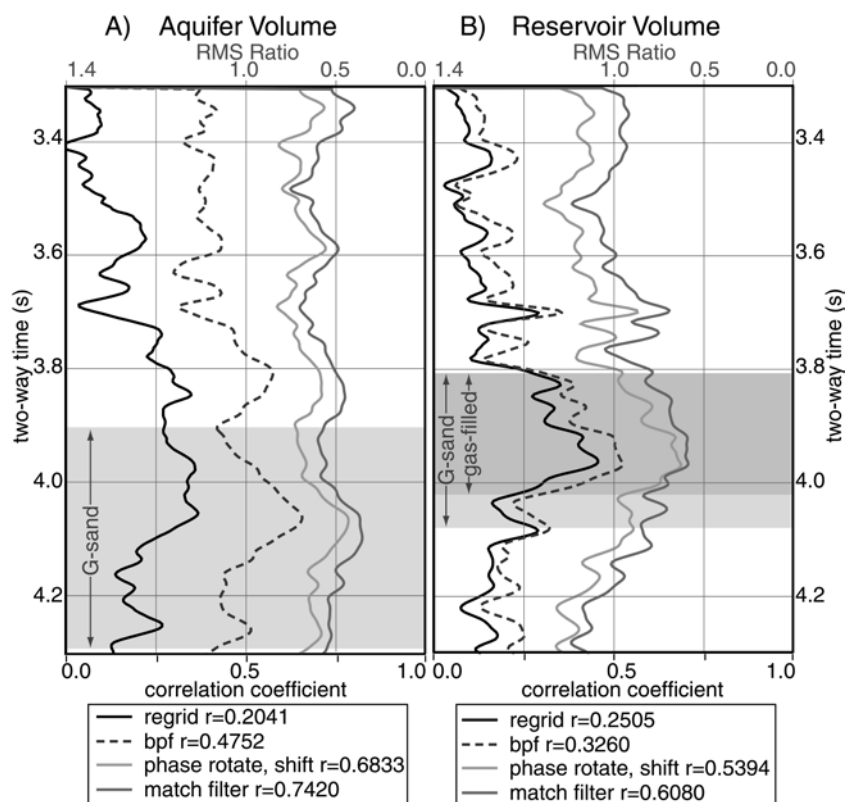 A) Aquifer Volume
RMS Ratio
1.4 1.0 0.5 0.0
3.4
3.6
3.8
4.0
4.2
two-way time (s)
G-sand
0.0 0.25 0.5 0.75 1.0
correlation coefficient
regrid r=0.2041
bpf r=0.4752
phase rotate, shift r=0.6833
match filter r=0.7420
B) Reservoir Volume
RMS Ratio
1.4 1.0 0.5 0.0
3.4
3.6
3.8
4.0
4.2
two-way time (s)
G-sand
gas-filled
0.0 0.5 1.0
correlation coefficient
regrid r=0.2505
bpf r=0.3260
phase rotate, shift r=0.5394
match filter r=0.6080